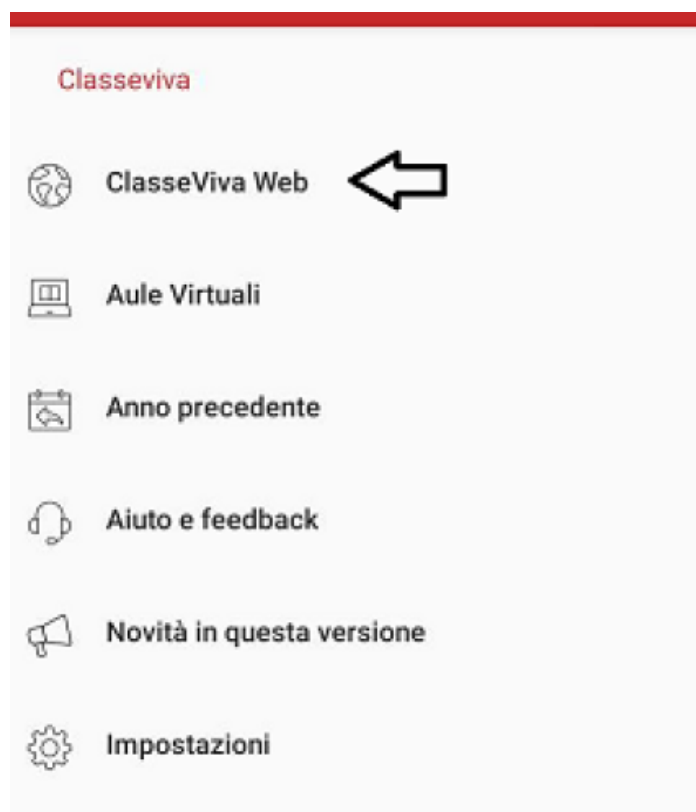 Classeviva
ClasseViva Web
Aule Virtuali
Anno precedente
Aiuto e feedback
Novità in questa versione
Impostazioni